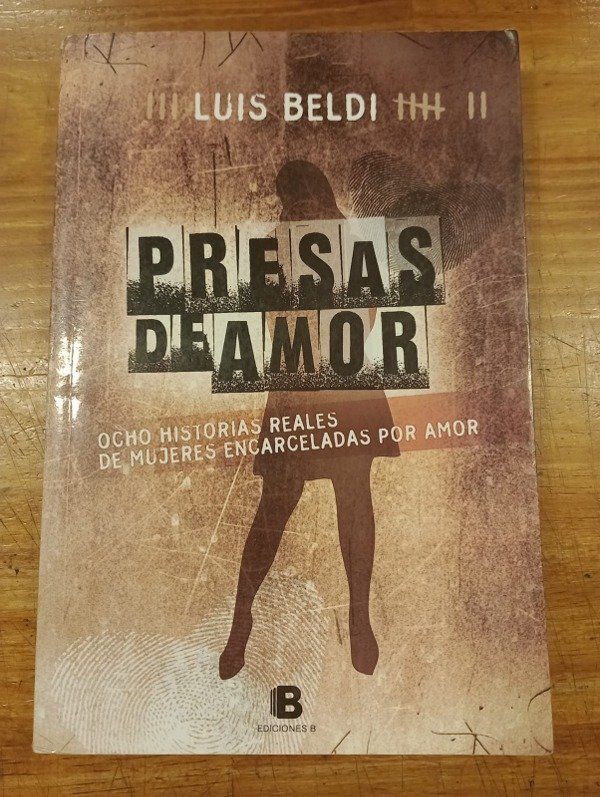 LUIS BELDI
PRESAS
DE AMOR
OCHO HISTORIAS REALES
DE MUJERES ENCARCELADAS POR AMOR
B
EDICIONES B